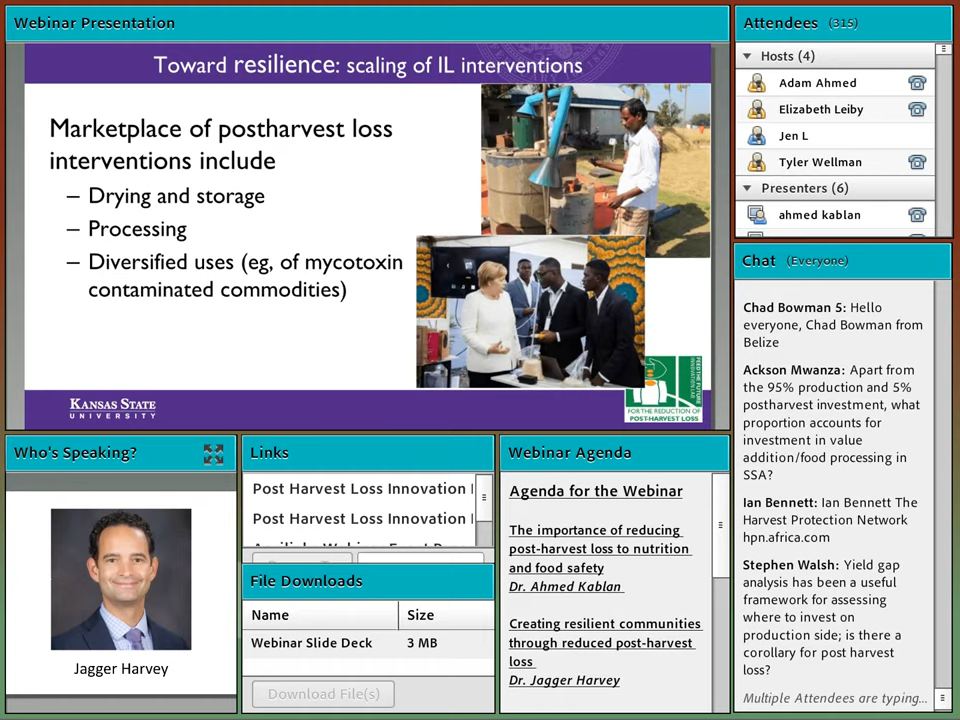 Webinar Presentation
Toward resilience: scaling of IL interventions
Marketplace of postharvest loss
interventions include
– Drying and storage
– Processing
– Diversified uses (eg, of mycotoxin
contaminated commodities)
KANSAS STATE
UNIVERSITY
FEED THE FUTURE
INNOVATION LAB
FOR THE REDUCTION OF
POST-HARVEST LOSS
Attendees (315)
Hosts (4)
Adam Ahmed
Elizabeth Leiby
Jen L
Tyler Wellman
Presenters (6)
ahmed kablan
Chat (Everyone)
Chad Bowman 5: Hello
everyone, Chad Bowman from
Belize
Ackson Mwanza: Apart from
the 95% production and 5%
postharvest investment, what
proportion accounts for
investment in value
addition/food processing in
SSA?
Ian Bennett: Ian Bennett The
Harvest Protection Network
hpn.africa.com
Stephen Walsh: Yield gap
analysis has been a useful
framework for assessing
where to invest on
production side; is there a
corollary for post harvest
loss?
Multiple Attendees are typing...
Who's Speaking?
Jagger Harvey
Links
Post Harvest Loss Innovation
Post Harvest Loss Innovation
File Downloads
Name Size
Webinar Slide Deck 3 MB
Download File(s)
Webinar Agenda
Agenda for the Webinar
The importance of reducing
post-harvest loss to nutrition
and food safety
Dr. Ahmed Kablan
Creating resilient communities
through reduced post-harvest
loss
Dr. Jagger Harvey